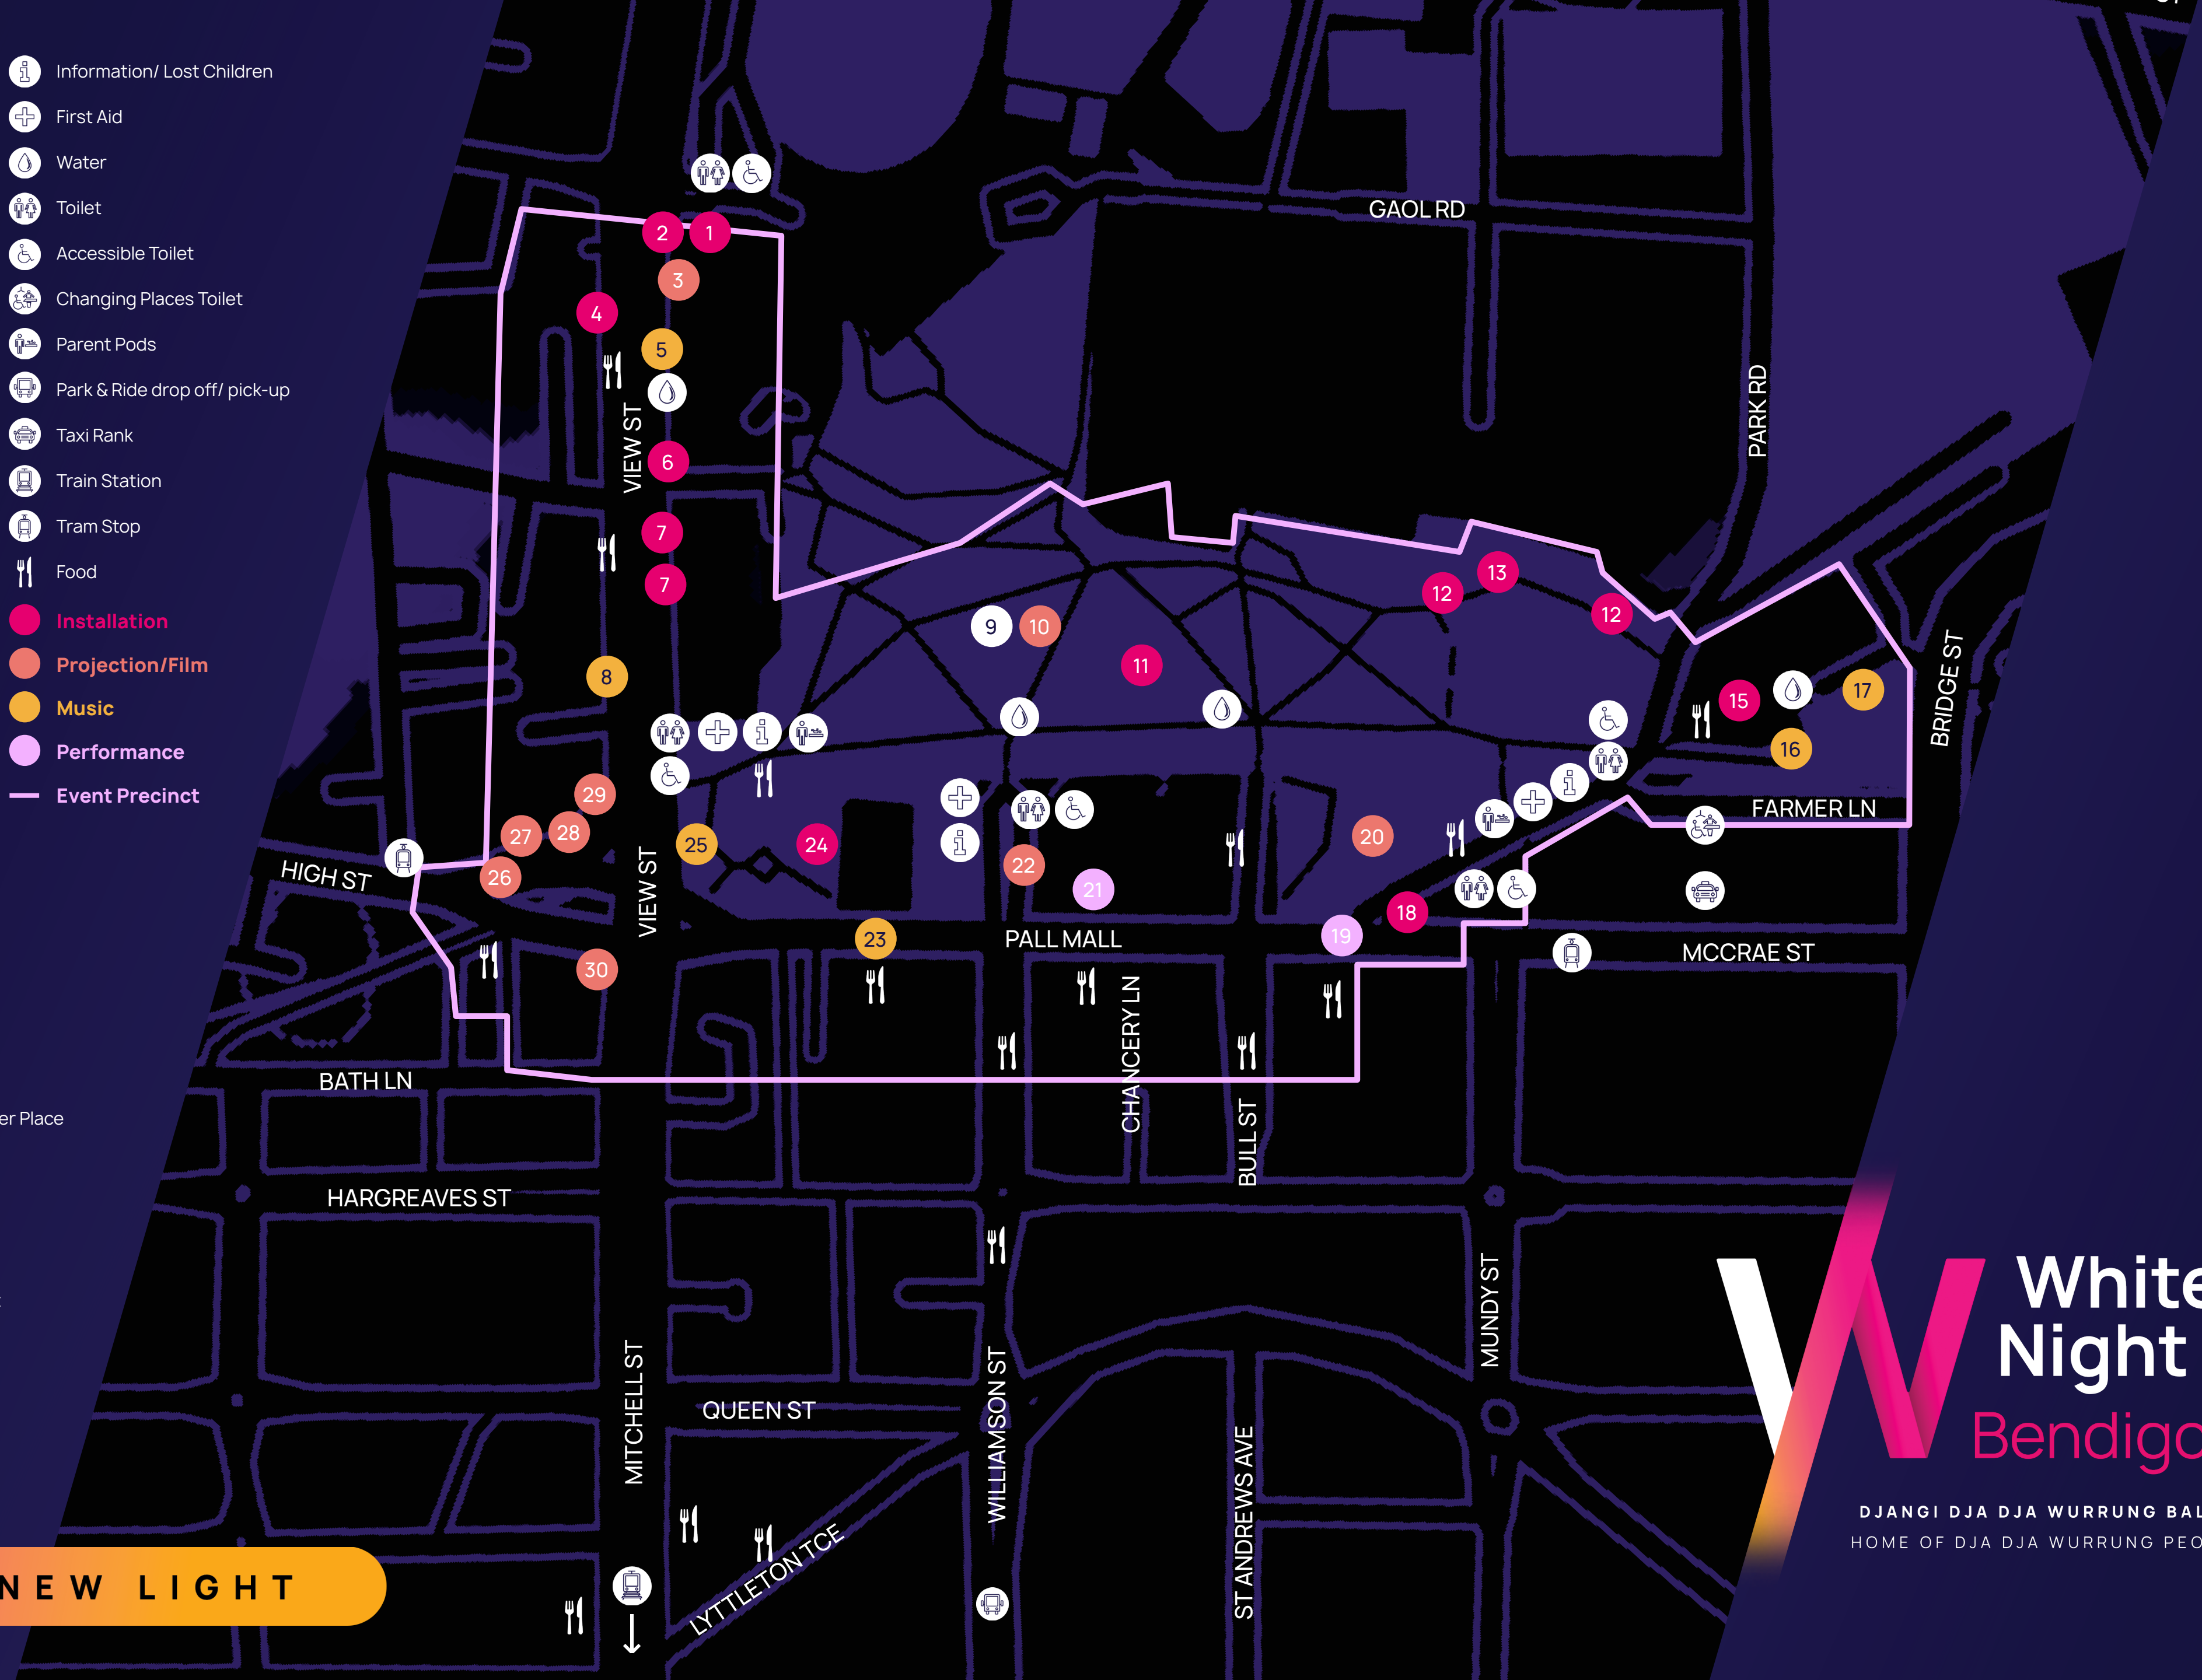 Information/ Lost Children
First Aid
Water
Toilet
Accessible Toilet
Changing Places Toilet
Parent Pods
Park & Ride drop off/ pick-up
Taxi Rank
Train Station
Tram Stop
Food
Installation
Projection/Film
Music
Performance
Event Precinct
er Place
NEW LIGHT
GAOL RD
2
1
3
4
5
PARK RD
VIEW ST
6
7
7
13
12
12
9
10
11
8
15
17
16
BRIDGE ST
FARMER LN
29
27
28
26
25
24
22
21
20
HIGH ST
VIEW ST
18
19
23
PALL MALL
MCCRAE ST
30
CHANCERY LN
BATH LN
BULL ST
HARGREAVES ST
MUNDY ST
MITCHELL ST
QUEEN ST
WILLIAMSON ST
ST ANDREWS AVE
LYTTLETON TCE
White
Night
Bendigo
DJANGI DJA DJA WURRUNG BAL
HOME OF DJA DJA WURRUNG PEO